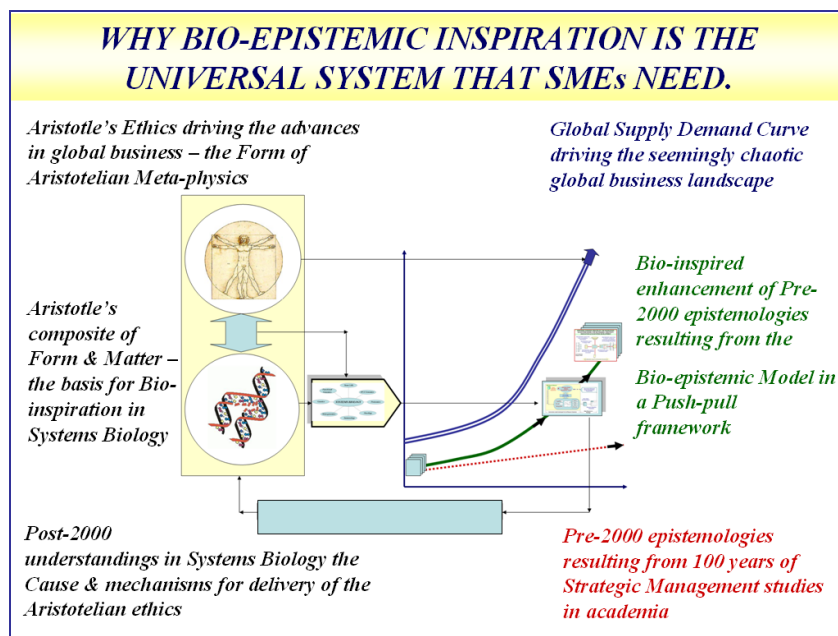 WHY BIO-EPISTEMIC INSPIRATION IS THE
UNIVERSAL SYSTEM THAT SMEs NEED.
Aristotle's Ethics driving the advances
in global business – the Form of
Aristotelian Meta-physics
Global Supply Demand Curve
driving the seemingly chaotic
global business landscape
Aristotle's
composite of
Form & Matter –
the basis for Bio-
inspiration in
Systems Biology
Bio-inspired
enhancement of Pre-
2000 epistemologies
resulting from the
Bio-epistemic Model in
a Push-pull
framework
Post-2000
understandings in Systems Biology the
Cause & mechanisms for delivery of the
Aristotelian ethics
Pre-2000 epistemologies
resulting from 100 years of
Strategic Management studies
in academia